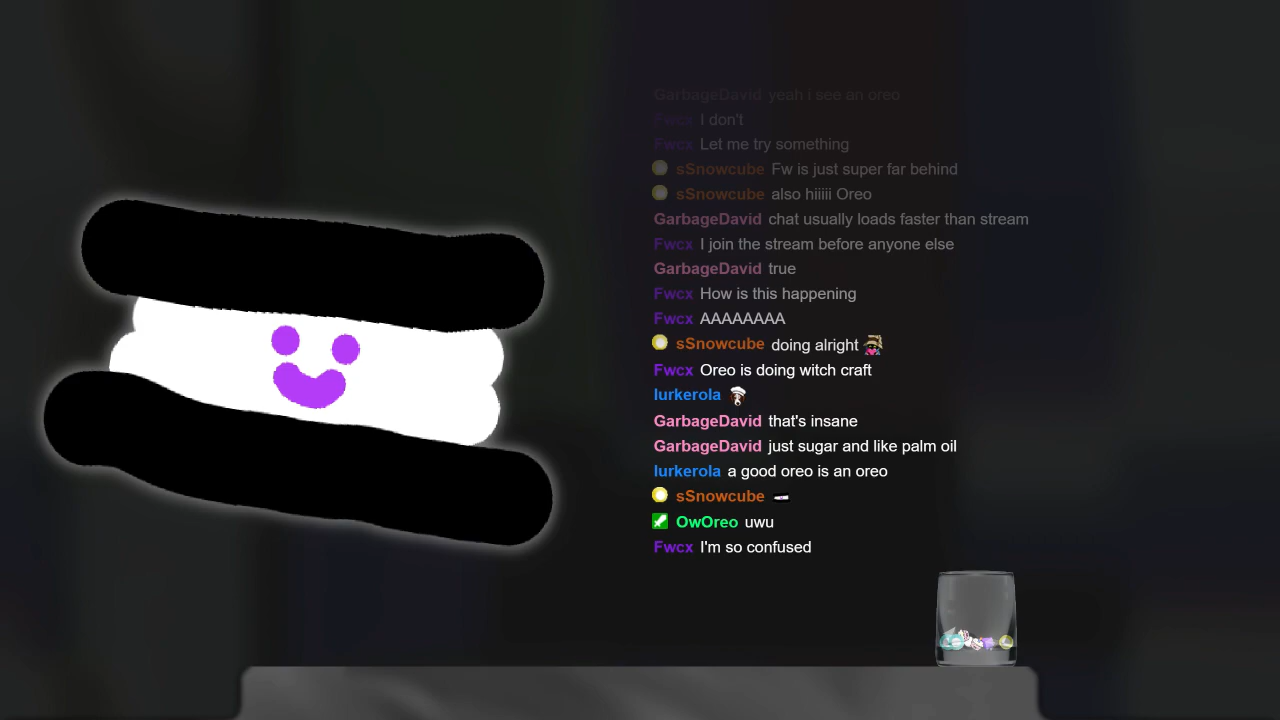 GarbageDavid yeah i see an oreo
Fwcx I don't
Fwcx Let me try something
sSnowcube Fw is just super far behind
sSnowcube also hiiiii Oreo
GarbageDavid chat usually loads faster than stream
Fwcx I join the stream before anyone else
GarbageDavid true
Fwcx How is this happening
Fwcx AAAAAAAA
sSnowcube doing alright
Fwcx Oreo is doing witch craft
lurkerola
GarbageDavid that's insane
GarbageDavid just sugar and like palm oil
lurkerola a good oreo is an oreo
sSnowcube
OwOreo uwu
Fwcx I'm so confused